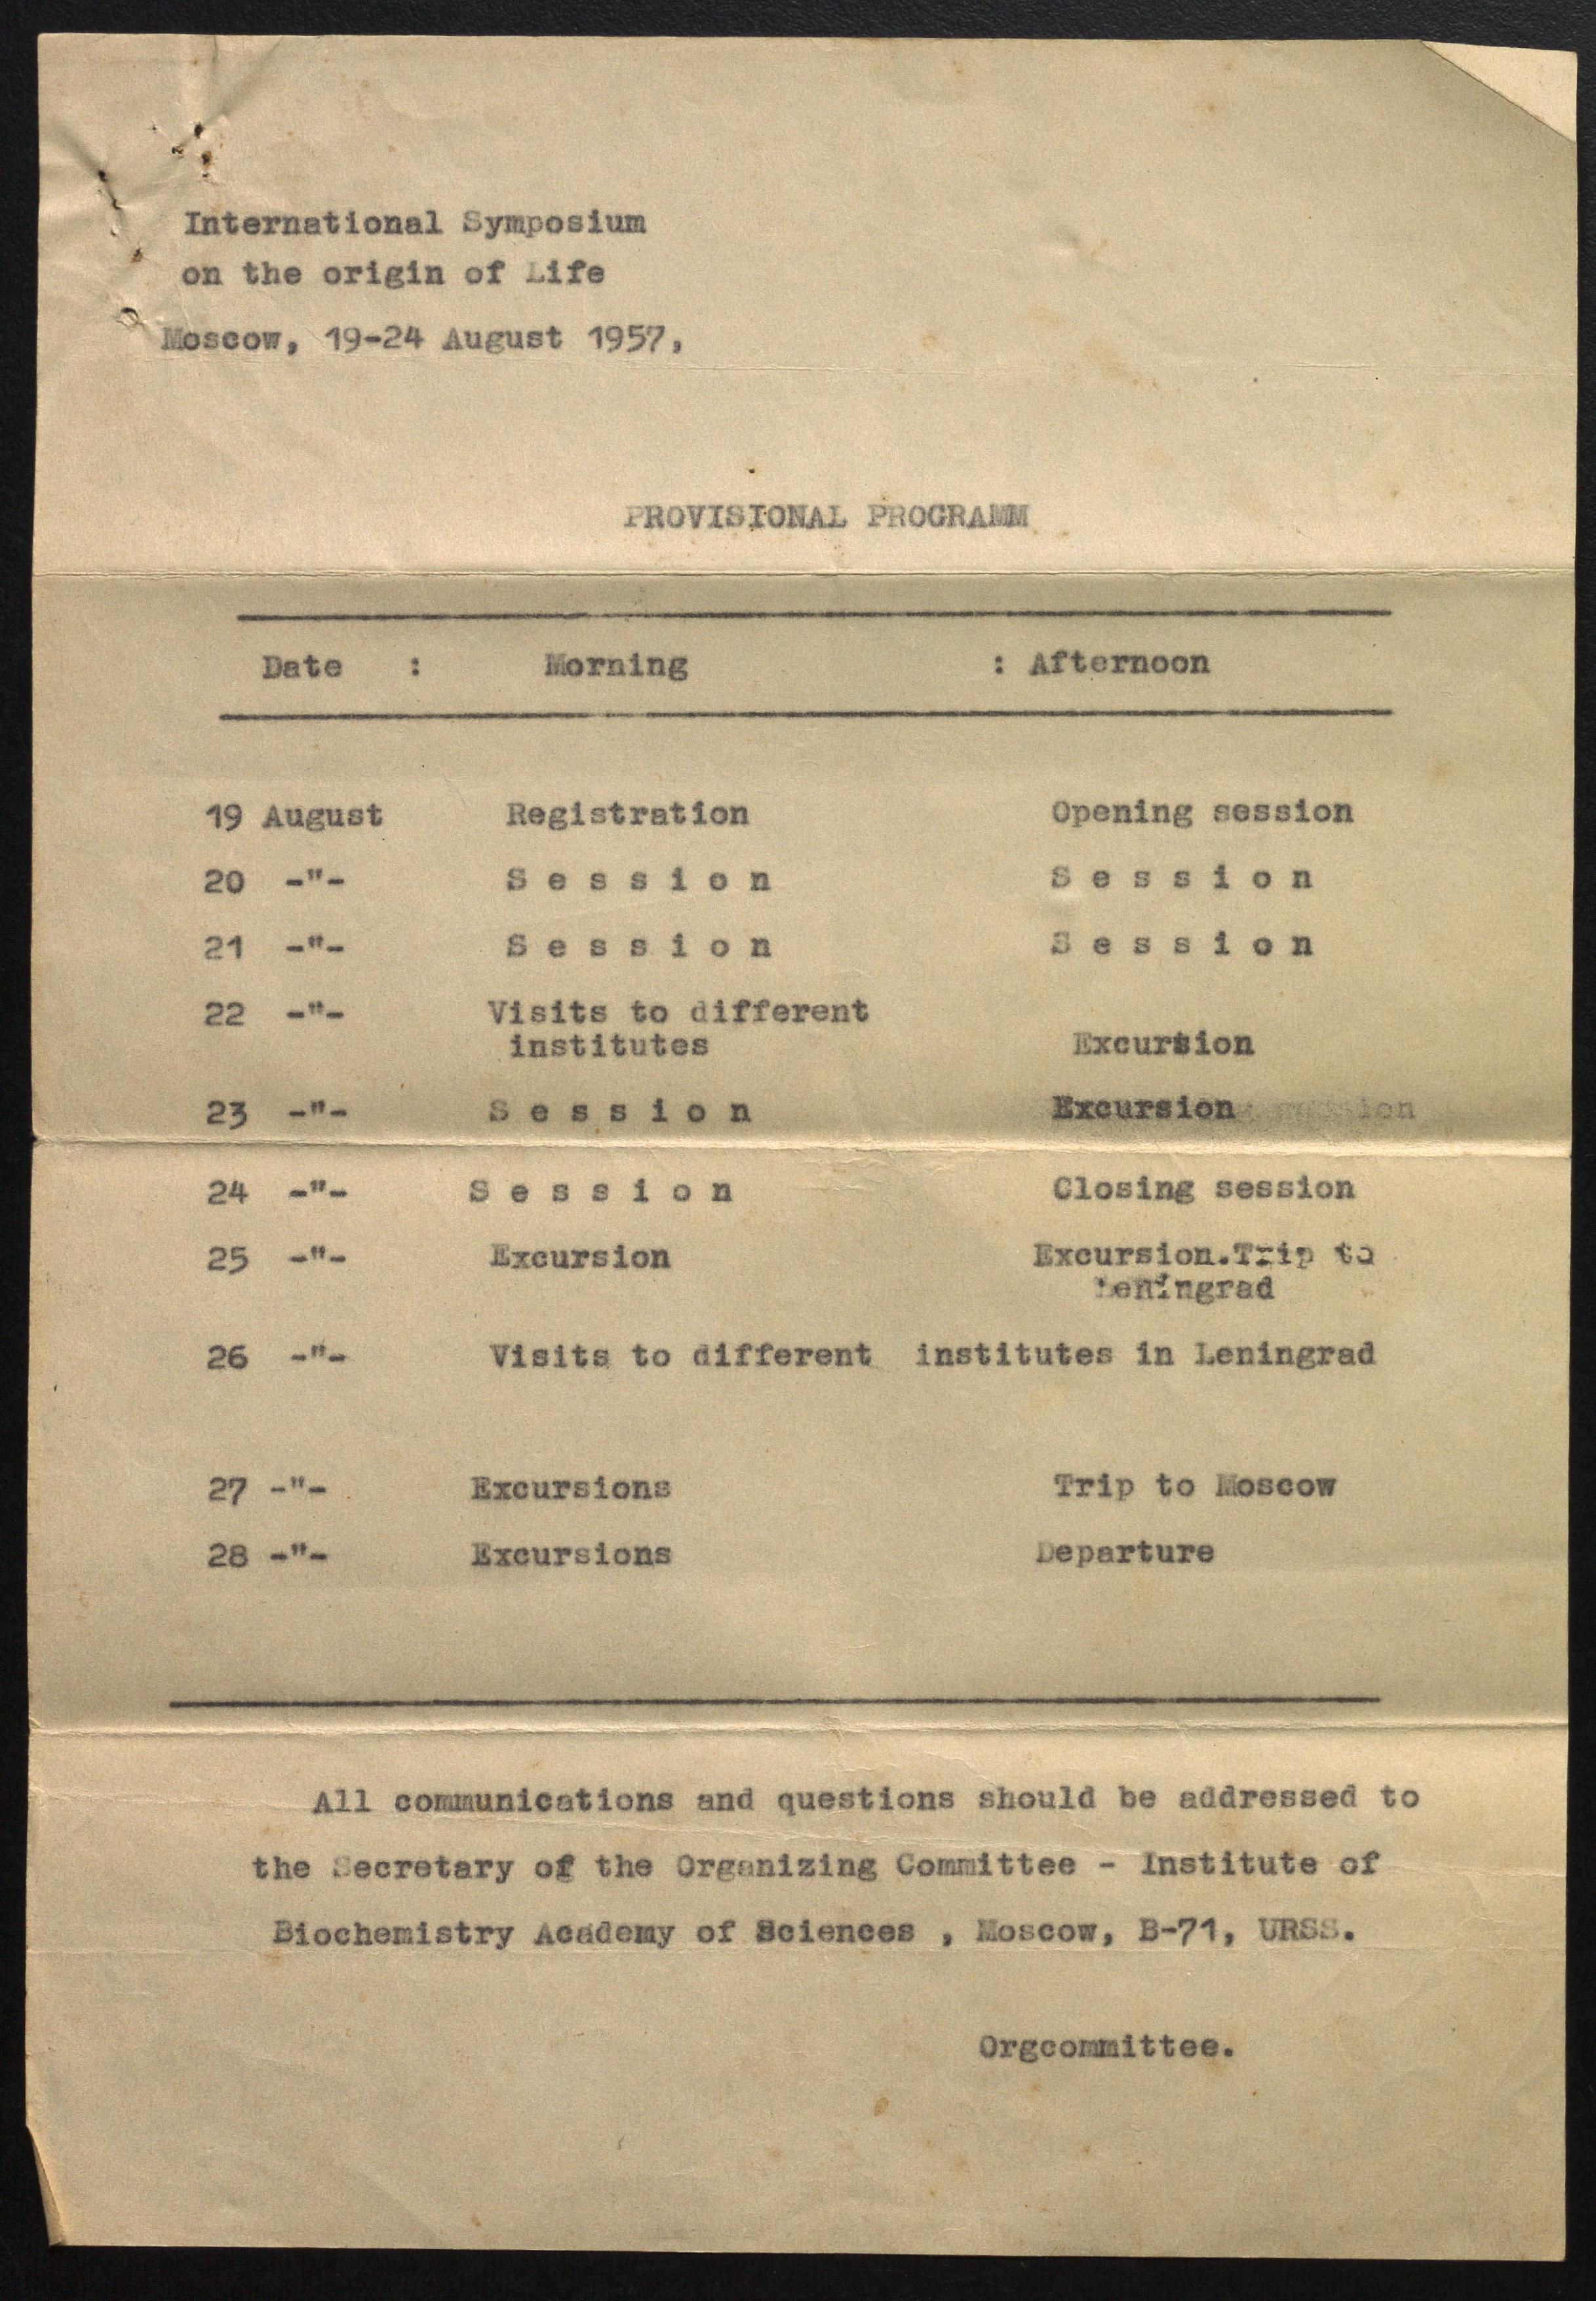 International Symposium
on the origin of Life
Moscow, 19-24 August 1957,
PROVISIONAL PROGRAMM
Date : Morning : Afternoon
19 August Registration Opening session
20 -"- S e s s i o n S e s s i o n
21 -"- S e s s i o n S e s s i o n
22 -"- Visits to different
institutes Excursion
23 -"- S e s s i o n Excursion
24 -"- S e s s i o n Closing session
25 -"- Excursion Excursion.Trip to
Leningrad
26 -"- Visits to different institutes in Leningrad
27 -"- Excursions Trip to Moscow
28 -"- Excursions Departure
All communications and questions should be addressed to
the Secretary of the Organizing Committee - Institute of
Biochemistry Academy of Sciences , Moscow, B-71, URSS.
Orgcommittee.